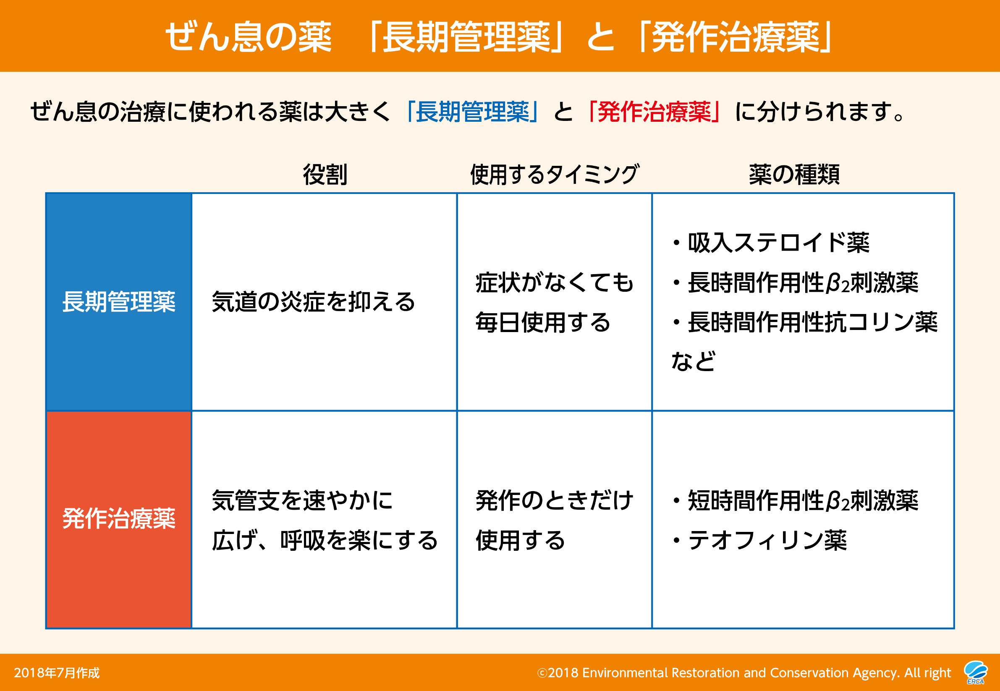 ぜん息の薬 「長期管理薬」と「発作治療薬」
ぜん息の治療に使われる薬は大きく「長期管理薬」と「発作治療薬」に分けられます。
役割 使用するタイミング 薬の種類
長期管理薬
気道の炎症を抑える
症状がなくても
毎日使用する
・吸入ステロイド薬
・長時間作用性β₂刺激薬
・長時間作用性抗コリン薬
など
発作治療薬
気管支を速やかに
広げ、呼吸を楽にする
発作のときだけ
使用する
・短時間作用性β₂刺激薬
・テオフィリン薬
2018年7月作成
©2018 Environmental Restoration and Conservation Agency. All right
ERCA